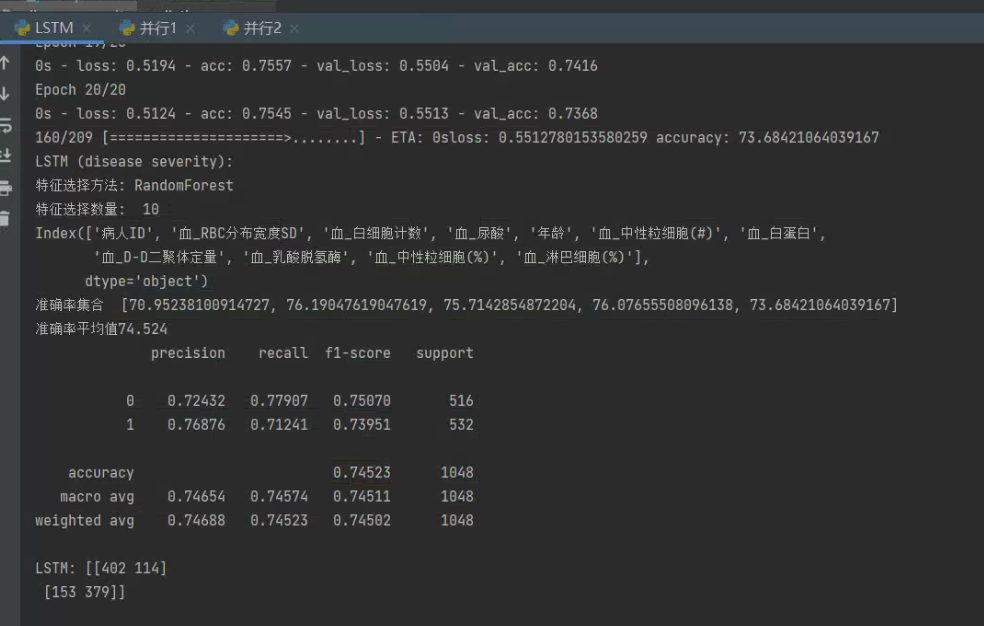 LSTM × 并行1 × 并行2 ×
0s - loss: 0.5194 - acc: 0.7557 - val_loss: 0.5504 - val_acc: 0.7416
Epoch 20/20
0s - loss: 0.5124 - acc: 0.7545 - val_loss: 0.5513 - val_acc: 0.7368
160/209 [=====================>........] - ETA: 0sloss: 0.5512780153580259 accuracy: 73.68421064039167
LSTM (disease severity):
特征选择方法: RandomForest
特征选择数量:  10
Index(['病人ID', '血_RBC分布宽度SD', '血_白细胞计数', '血_尿酸', '年龄', '血_中性粒细胞(#)', '血_白蛋白',
'血_D-D二聚体定量', '血_乳酸脱氢酶', '血_中性粒细胞(%)', '血_淋巴细胞(%)'],
dtype='object')
准确率集合  [70.95238100914727, 76.19047619047619, 75.7142854872204, 76.07655508096138, 73.68421064039167]
准确率平均值74.524
precision recall f1-score support
0 0.72432 0.77907 0.75070 516
1 0.76876 0.71241 0.73951 532
accuracy 0.74523 1048
macro avg 0.74654 0.74574 0.74511 1048
weighted avg 0.74688 0.74523 0.74502 1048
LSTM: [[402 114]
[153 379]]